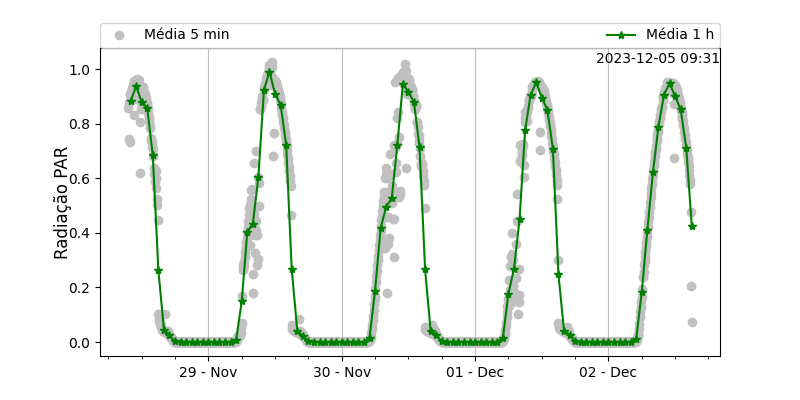 Média 5 min
Média 1 h
2023-12-05 09:31
Radiação PAR
1.0
0.8
0.6
0.4
0.2
0.0
29 - Nov
30 - Nov
01 - Dec
02 - Dec